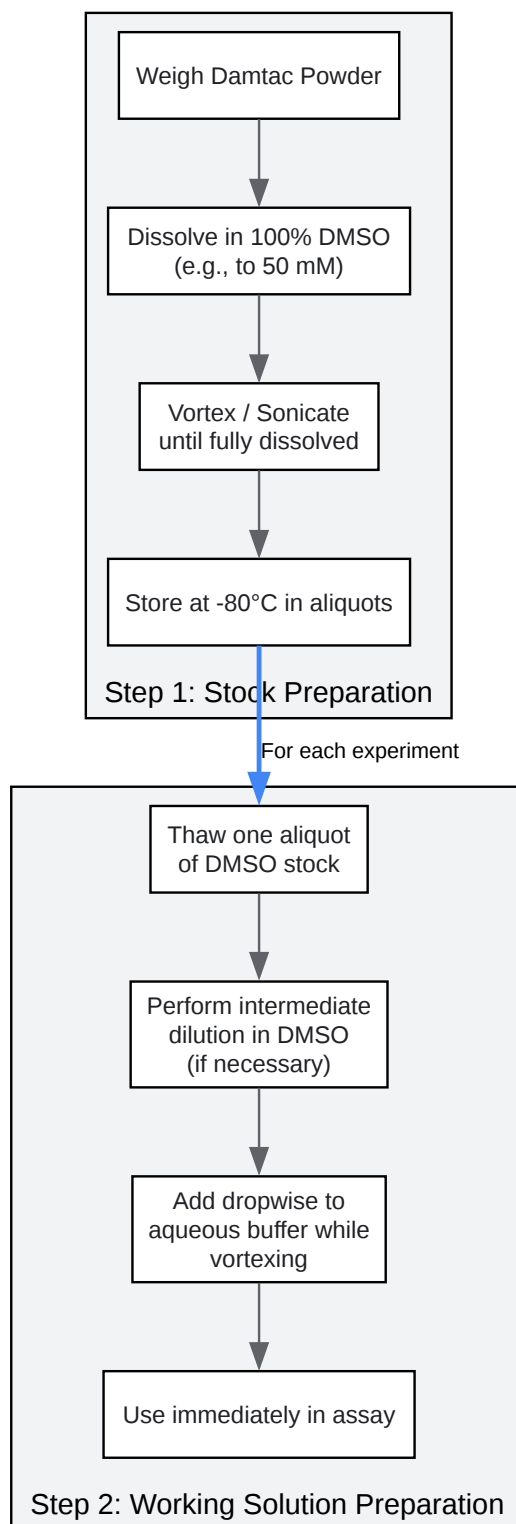 Weigh Damtac Powder
Dissolve in 100% DMSO
(e.g., to 50 mM)
Vortex / Sonicate
until fully dissolved
Store at -80°C in aliquots
Step 1: Stock Preparation
For each experiment
Thaw one aliquot
of DMSO stock
Perform intermediate
dilution in DMSO
(if necessary)
Add dropwise to
aqueous buffer while
vortexing
Use immediately in assay
Step 2: Working Solution Preparation